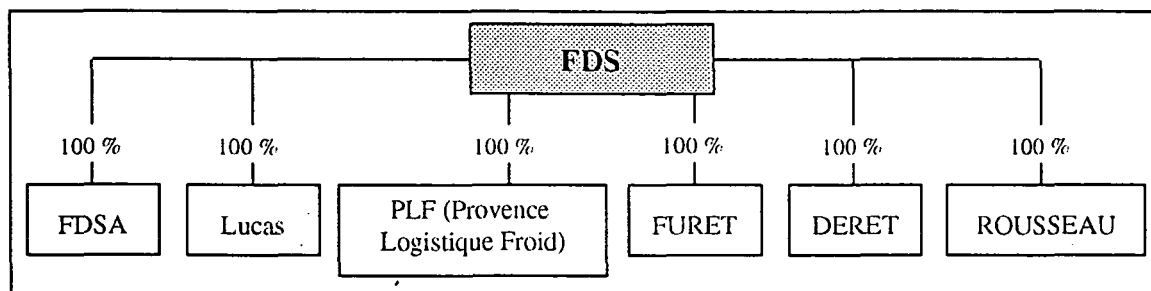 FDS
100 %
100 %
100 %
100 %
100 %
100 %
FDSA
Lucas
PLF (Provence
Logistique Froid)
FURET
DERET
ROUSSEAU